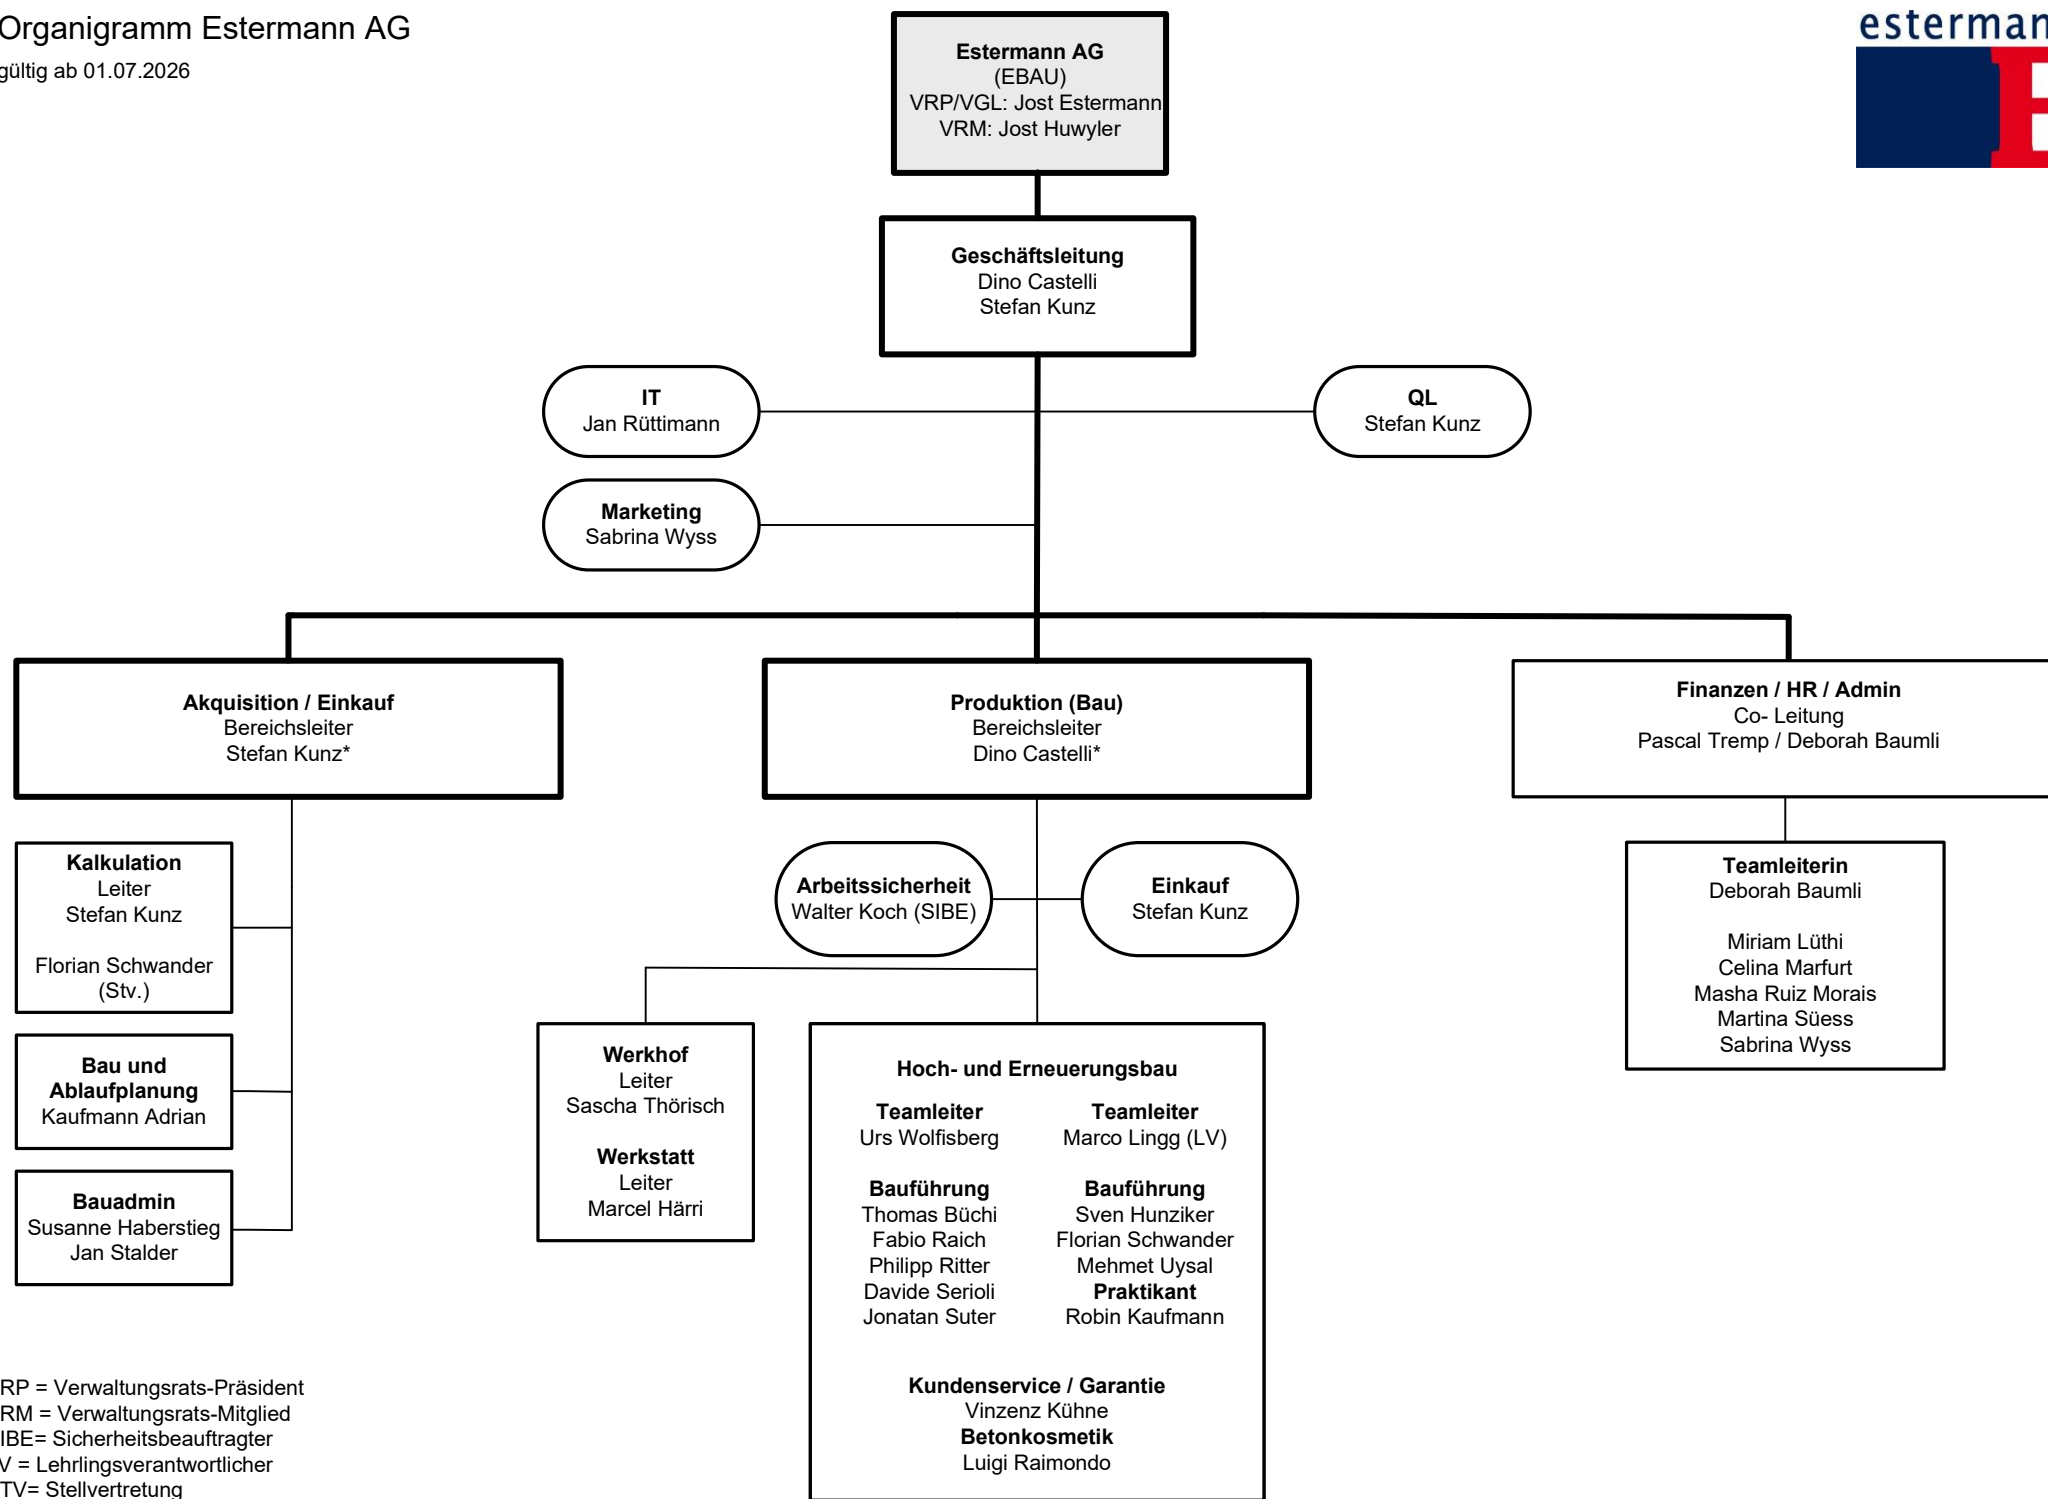 Organigramm Estermann AG
gültig ab 01.07.2026
esterman
Estermann AG
(EBAU)
VRP/VGL: Jost Estermann
VRM: Jost Huwyler
Geschäftsleitung
Dino Castelli
Stefan Kunz
IT
Jan Rüttimann
QL
Stefan Kunz
Marketing
Sabrina Wyss
Akquisition / Einkauf
Bereichsleiter
Stefan Kunz*
Produktion (Bau)
Bereichsleiter
Dino Castelli*
Finanzen / HR / Admin
Co- Leitung
Pascal Tremp / Deborah Baumli
Kalkulation
Leiter
Stefan Kunz
Florian Schwander
(Stv.)
Bau und
Ablaufplanung
Kaufmann Adrian
Bauadmin
Susanne Haberstieg
Jan Stalder
Arbeitssicherheit
Walter Koch (SIBE)
Einkauf
Stefan Kunz
Werkhof
Leiter
Sascha Thörisch
Werkstatt
Leiter
Marcel Härri
Hoch- und Erneuerungsbau
Teamleiter
Urs Wolfisberg
Bauführung
Thomas Büchi
Fabio Raich
Philipp Ritter
Davide Serioli
Jonatan Suter
Teamleiter
Marco Lingg (LV)
Bauführung
Sven Hunziker
Florian Schwander
Mehmet Uysal
Praktikant
Robin Kaufmann
Kundenservice / Garantie
Vinzenz Kühne
Betonkosmetik
Luigi Raimondo
Teamleiterin
Deborah Baumli
Miriam Lüthi
Celina Marfurt
Masha Ruiz Morais
Martina Süess
Sabrina Wyss
RP = Verwaltungsrats-Präsident
RM = Verwaltungsrats-Mitglied
IBE= Sicherheitsbeauftragter
V = Lehrlingsverantwortlicher
TV= Stellvertretung